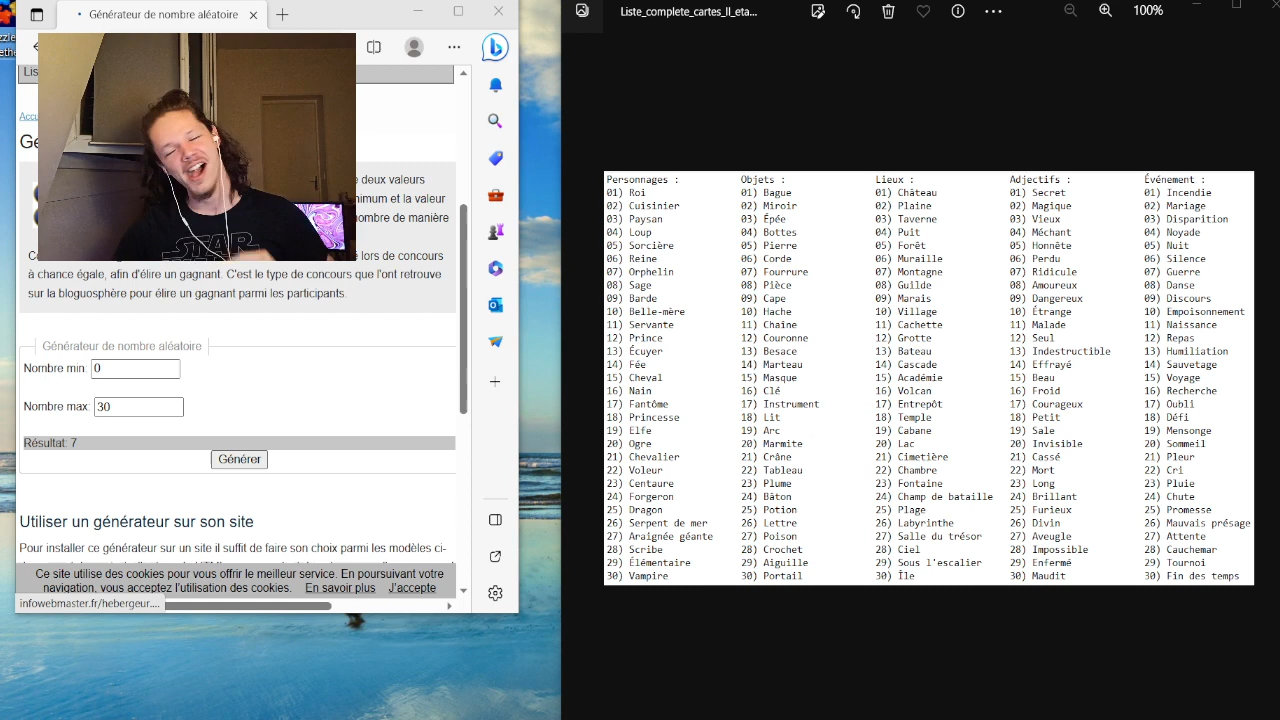 Générateur de nombre aléatoire
Lis
Accu
Gé
e deux valeurs
nimum et la valeur
nombre de manière
STAR
C
e lors de concours
à chance égale, afin d'élire un gagnant. C'est le type de concours que l'ont retrouve
sur la bloguosphère pour élire un gagnant parmi les participants.
Générateur de nombre aléatoire
Nombre min: 0
Nombre max: 30
Résultat: 7
Générer
Utiliser un générateur sur son site
Pour installer ce générateur sur un site il suffit de faire son choix parmi les modèles ci-
Ce site utilise des cookies pour vous offrir le meilleur service. En poursuivant votre
navigation, vous acceptez l'utilisation des cookies. En savoir plus J'accepte
infowebmaster.fr/hebergeur....
Liste_complete_cartes_Il_eta... 100%
Personnages : Objets : Lieux : Adjectifs : Événement :
01) Roi 01) Bague 01) Château 01) Secret 01) Incendie
02) Cuisinier 02) Miroir 02) Plaine 02) Magique 02) Mariage
03) Paysan 03) Épée 03) Taverne 03) Vieux 03) Disparition
04) Loup 04) Bottes 04) Puit 04) Méchant 04) Noyade
05) Sorcière 05) Pierre 05) Forêt 05) Honnête 05) Nuit
06) Reine 06) Corde 06) Muraille 06) Perdu 06) Silence
07) Orphelin 07) Fourrure 07) Montagne 07) Ridicule 07) Guerre
08) Sage 08) Pièce 08) Guilde 08) Amoureux 08) Danse
09) Barde 09) Cape 09) Marais 09) Dangereux 09) Discours
10) Belle-mère 10) Hache 10) Village 10) Étrange 10) Empoisonnement
11) Servante 11) Chaine 11) Cachette 11) Malade 11) Naissance
12) Prince 12) Couronne 12) Grotte 12) Seul 12) Repas
13) Écuyer 13) Besace 13) Bateau 13) Indestructible 13) Humiliation
14) Fée 14) Marteau 14) Cascade 14) Effrayé 14) Sauvetage
15) Cheval 15) Masque 15) Académie 15) Beau 15) Voyage
16) Nain 16) Clé 16) Volcan 16) Froid 16) Recherche
17) Fantôme 17) Instrument 17) Entrepôt 17) Courageux 17) Oubli
18) Princesse 18) Lit 18) Temple 18) Petit 18) Défi
19) Elfe 19) Arc 19) Cabane 19) Sale 19) Mensonge
20) Ogre 20) Marmite 20) Lac 20) Invisible 20) Sommeil
21) Chevalier 21) Crâne 21) Cimetière 21) Cassé 21) Pleur
22) Voleur 22) Tableau 22) Chambre 22) Mort 22) Cri
23) Centaure 23) Plume 23) Fontaine 23) Long 23) Pluie
24) Forgeron 24) Bâton 24) Champ de bataille 24) Brillant 24) Chute
25) Dragon 25) Potion 25) Plage 25) Furieux 25) Promesse
26) Serpent de mer 26) Lettre 26) Labyrinthe 26) Divin 26) Mauvais présage
27) Araignée géante 27) Poison 27) Salle du trésor 27) Aveugle 27) Attente
28) Scribe 28) Crochet 28) Ciel 28) Impossible 28) Cauchemar
29) Élémentaire 29) Aiguille 29) Sous l'escalier 29) Enfermé 29) Tournoi
30) Vampire 30) Portail 30) Île 30) Maudit 30) Fin des temps